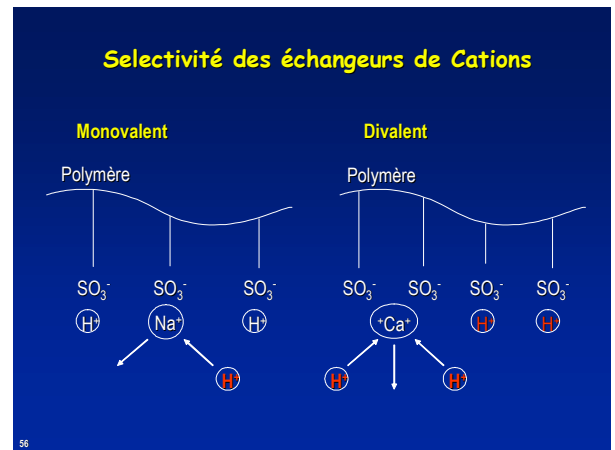 Selectivité des échangeurs de Cations
Monovalent
Divalent
Polymère
Polymère
SO₃⁻ SO₃⁻ SO₃⁻
SO₃⁻ SO₃⁻ SO₃⁻ SO₃⁻
H⁺ Na⁺ H⁺
⁺Ca⁺ H⁺ H⁺
H⁺
H⁺ H⁺
56